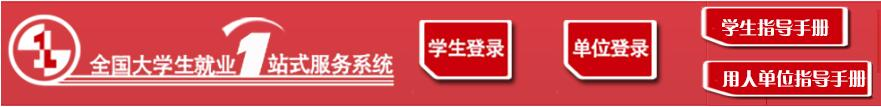 全国大学生就业1站式服务系统
学生登录
单位登录
学生指导手册
用人单位指导手册